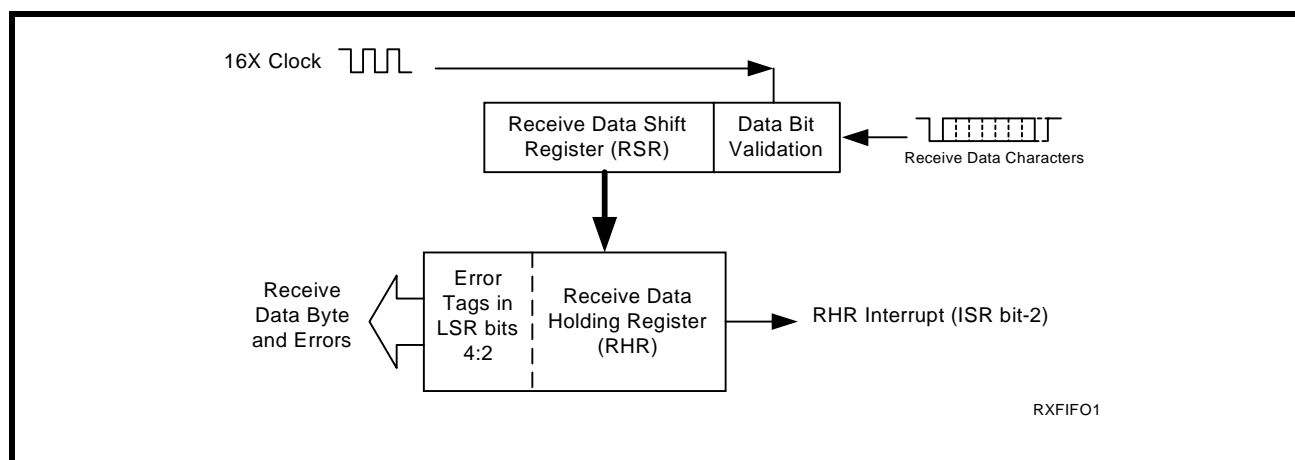 16X Clock
Receive Data Shift
Register (RSR)
Data Bit
Validation
Receive Data Characters
Receive
Data Byte
and Errors
Error
Tags in
LSR bits
4:2
Receive Data
Holding Register
(RHR)
RHR Interrupt (ISR bit-2)
RXFIFO1